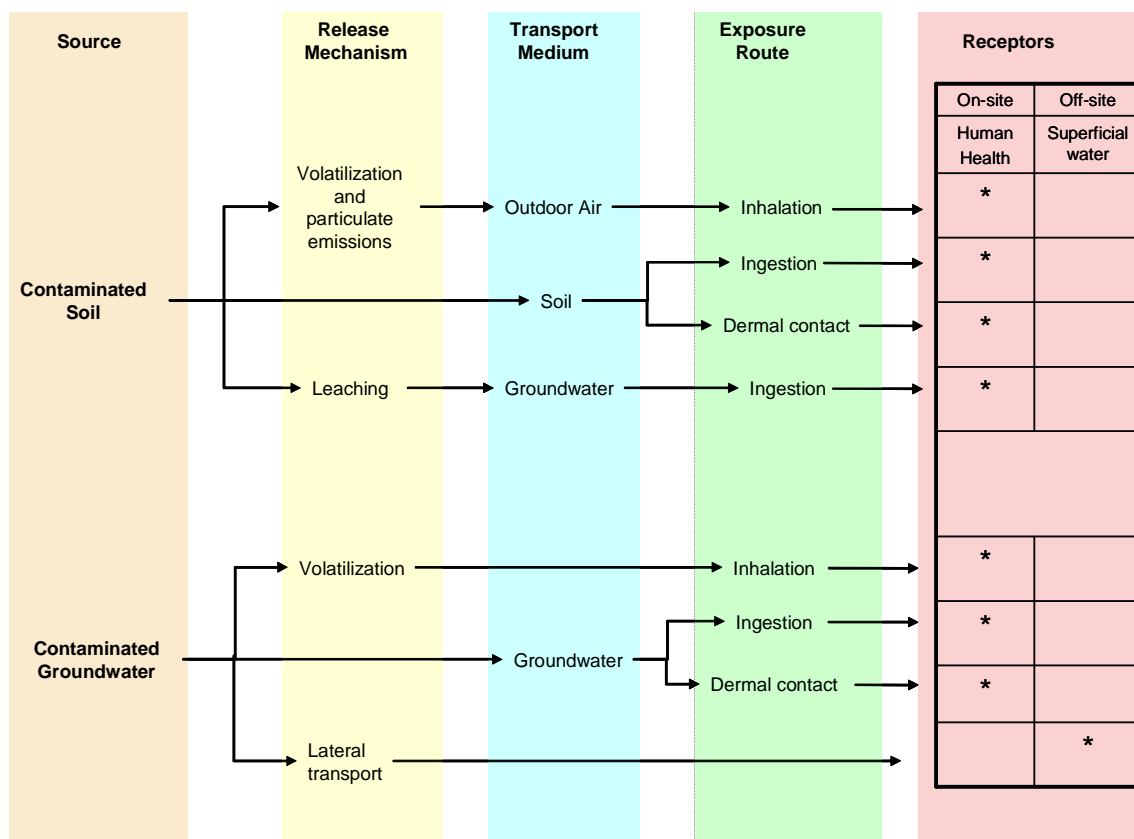 Source
Release
Mechanism
Transport
Medium
Exposure
Route
Receptors
On-site
Off-site
Human
Health
Superficial
water
Volatilization
and
particulate
emissions
Outdoor Air
Inhalation
*
Contaminated
Soil
Soil
Ingestion
*
Dermal contact
*
Leaching
Groundwater
Ingestion
*
Contaminated
Groundwater
Volatilization
Inhalation
*
Groundwater
Ingestion
*
Dermal contact
*
Lateral
transport
*